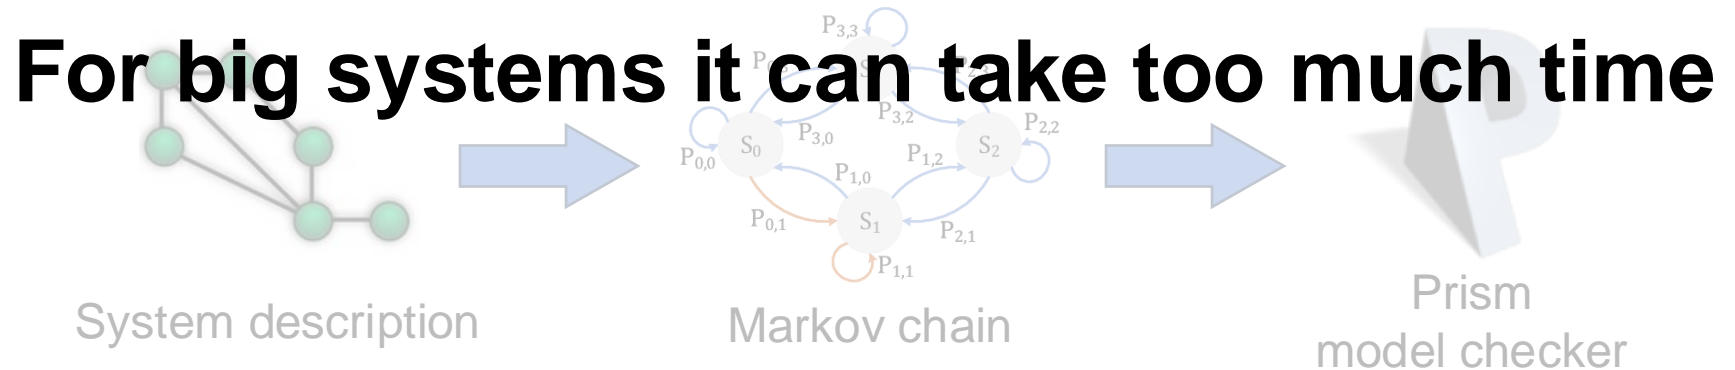 For big systems it can take too much time
P3,3
P3,2
P3,0
P2,2
P0,0
S0
S2
P1,2
P1,0
P0,1
S1
P2,1
P1,1
System description
Markov chain
Prism
model checker